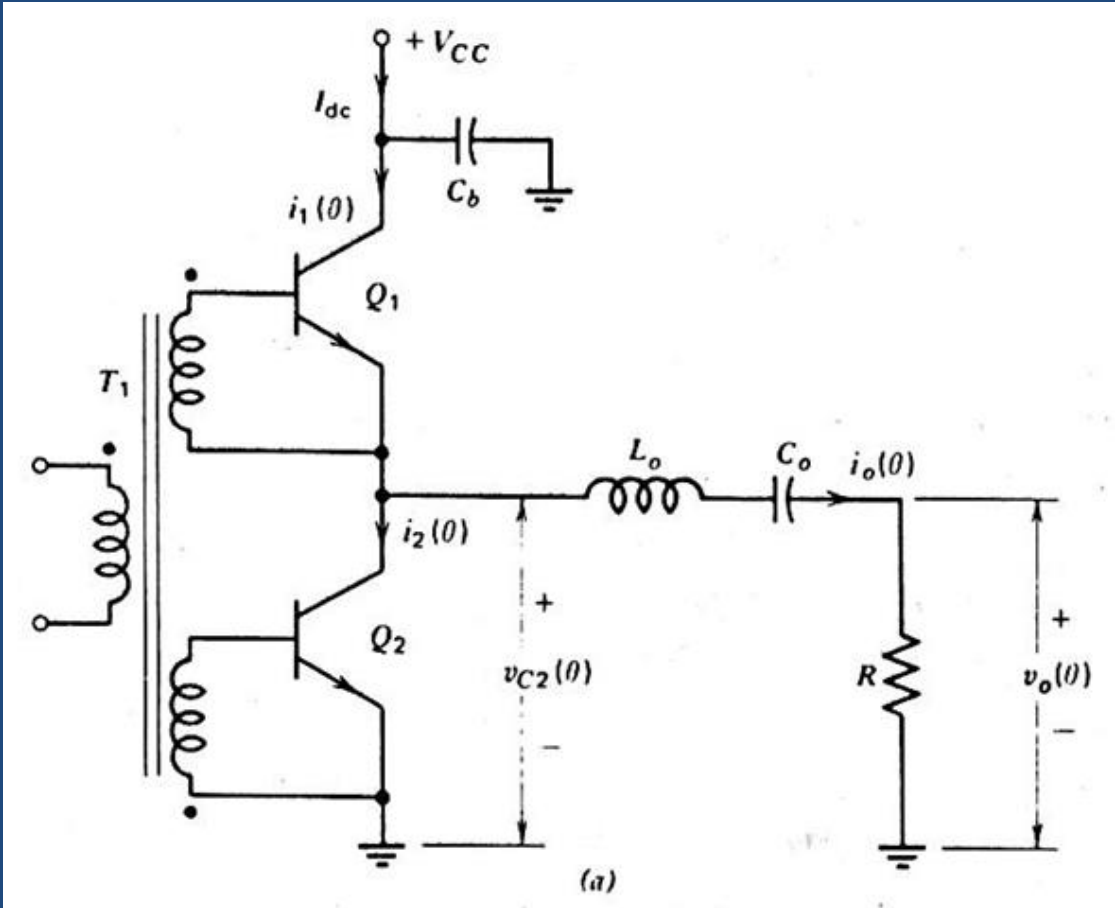 + V_CC
I_dc
C_b
i_1(θ)
Q_1
T_1
L_o
C_o
i_o(θ)
i_2(θ)
+
+
Q_2
v_C2(θ)
R
v_o(θ)
−
−
(a)